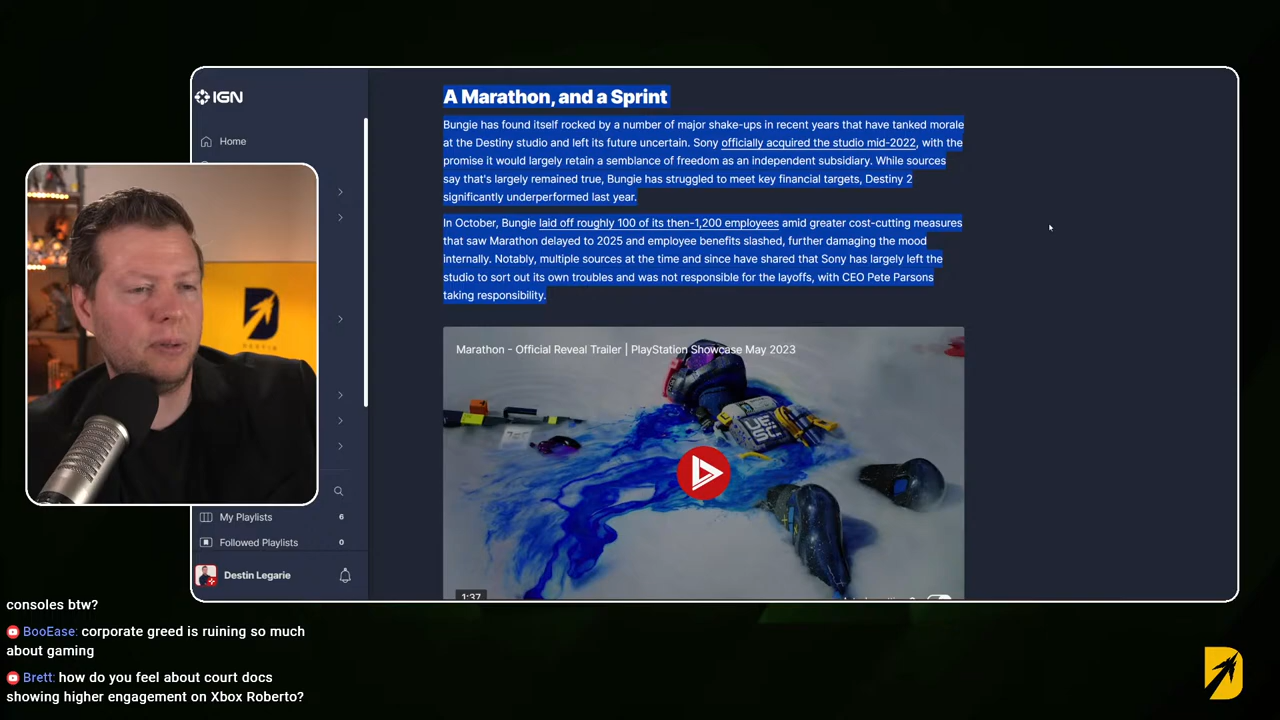 IGN
Home
My Playlists 6
Followed Playlists 0
Destin Legarie
A Marathon, and a Sprint
Bungie has found itself rocked by a number of major shake-ups in recent years that have tanked morale
at the Destiny studio and left its future uncertain. Sony officially acquired the studio mid-2022, with the
promise it would largely retain a semblance of freedom as an independent subsidiary. While sources
say that's largely remained true, Bungie has struggled to meet key financial targets, Destiny 2
significantly underperformed last year.
In October, Bungie laid off roughly 100 of its then-1,200 employees amid greater cost-cutting measures
that saw Marathon delayed to 2025 and employee benefits slashed, further damaging the mood
internally. Notably, multiple sources at the time and since have shared that Sony has largely left the
studio to sort out its own troubles and was not responsible for the layoffs, with CEO Pete Parsons
taking responsibility.
Marathon - Official Reveal Trailer | PlayStation Showcase May 2023
1:37
consoles btw?
BooEase: corporate greed is ruining so much
about gaming
Brett: how do you feel about court docs
showing higher engagement on Xbox Roberto?